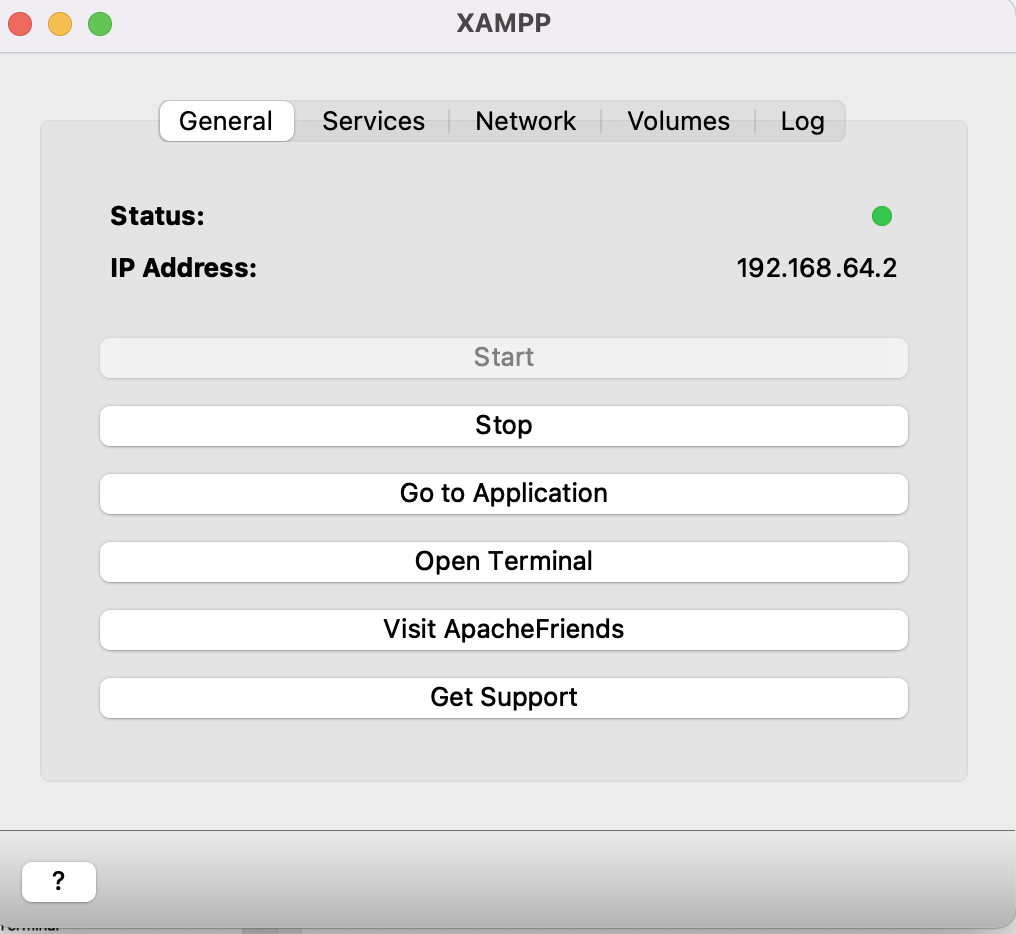 XAMPP
General Services Network Volumes Log
Status:
IP Address: 192.168.64.2
Start
Stop
Go to Application
Open Terminal
Visit ApacheFriends
Get Support
?